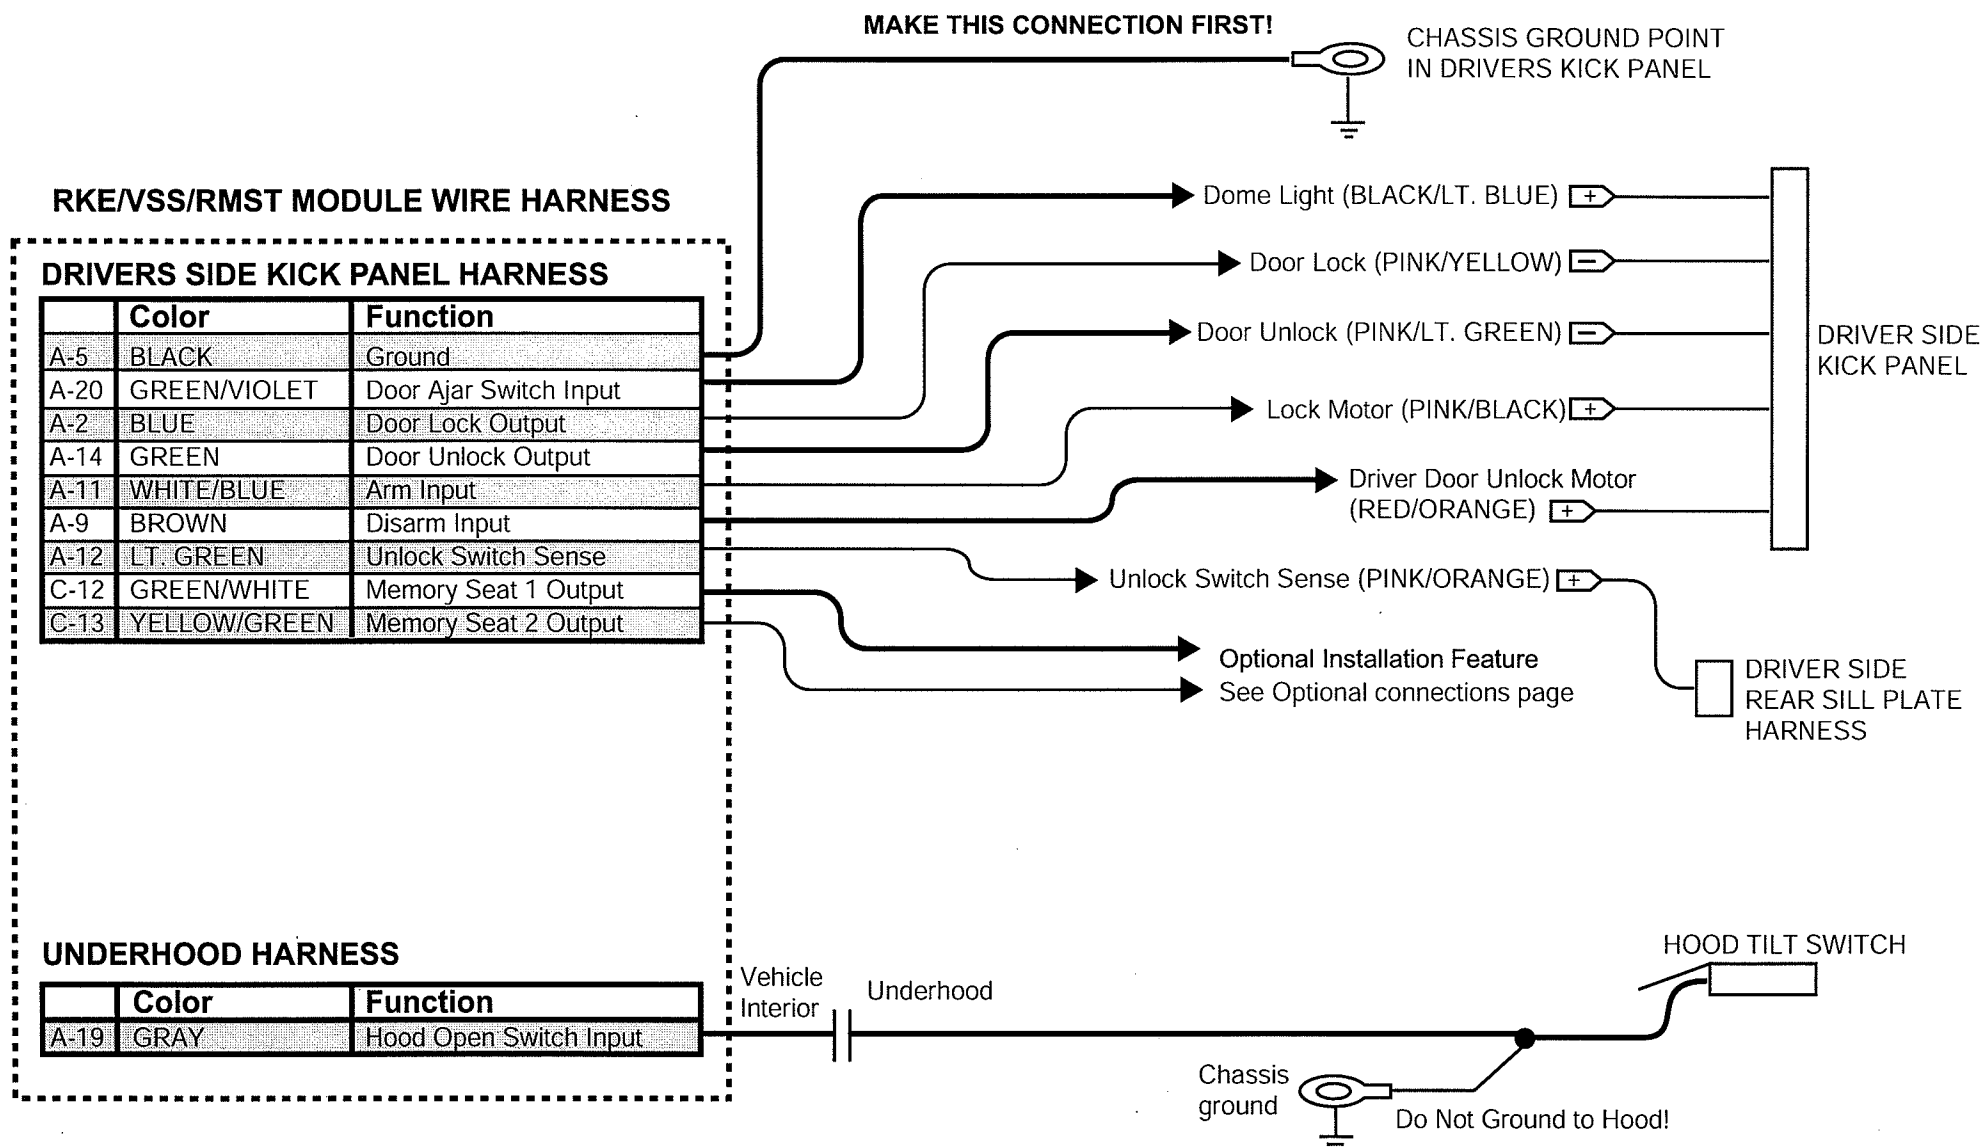 MAKE THIS CONNECTION FIRST!
CHASSIS GROUND POINT
IN DRIVERS KICK PANEL
RKE/VSS/RMST MODULE WIRE HARNESS
DRIVERS SIDE KICK PANEL HARNESS
Color Function
A-5 BLACK Ground
A-20 GREEN/VIOLET Door Ajar Switch Input
A-2 BLUE Door Lock Output
A-14 GREEN Door Unlock Output
A-11 WHITE/BLUE Arm Input
A-9 BROWN Disarm Input
A-12 LT. GREEN Unlock Switch Sense
C-12 GREEN/WHITE Memory Seat 1 Output
C-13 YELLOW/GREEN Memory Seat 2 Output
Dome Light (BLACK/LT. BLUE) +
Door Lock (PINK/YELLOW) −
Door Unlock (PINK/LT. GREEN) −
Lock Motor (PINK/BLACK) +
Driver Door Unlock Motor
(RED/ORANGE) +
DRIVER SIDE
KICK PANEL
Unlock Switch Sense (PINK/ORANGE) +
Optional Installation Feature
See Optional connections page
DRIVER SIDE
REAR SILL PLATE
HARNESS
UNDERHOOD HARNESS
Color Function
A-19 GRAY Hood Open Switch Input
Vehicle
Interior
Underhood
HOOD TILT SWITCH
Chassis
ground
Do Not Ground to Hood!